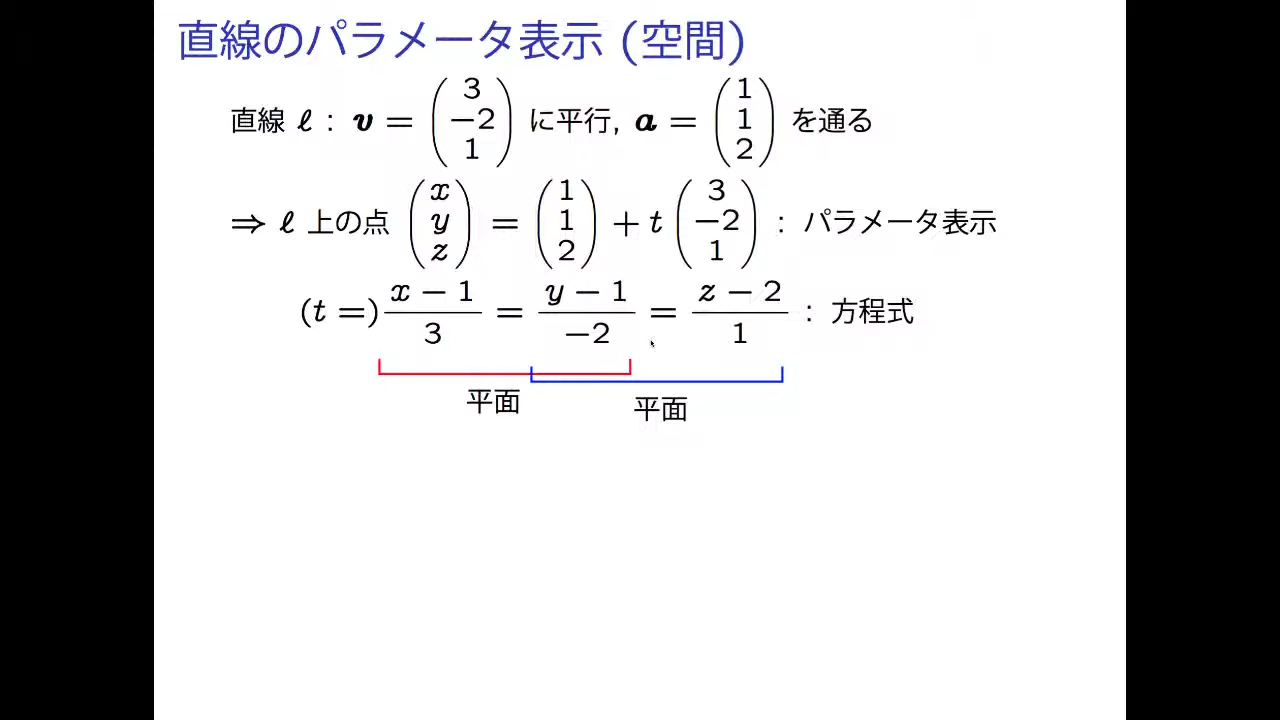 直線のパラメータ表示 (空間)
直線 ℓ : v = (3 −2 1) に平行, a = (1 1 2) を通る
⇒ ℓ 上の点 (x y z) = (1 1 2) + t (3 −2 1) : パラメータ表示
(t =) x − 1 / 3 = y − 1 / −2 = z − 2 / 1 : 方程式
平面 平面